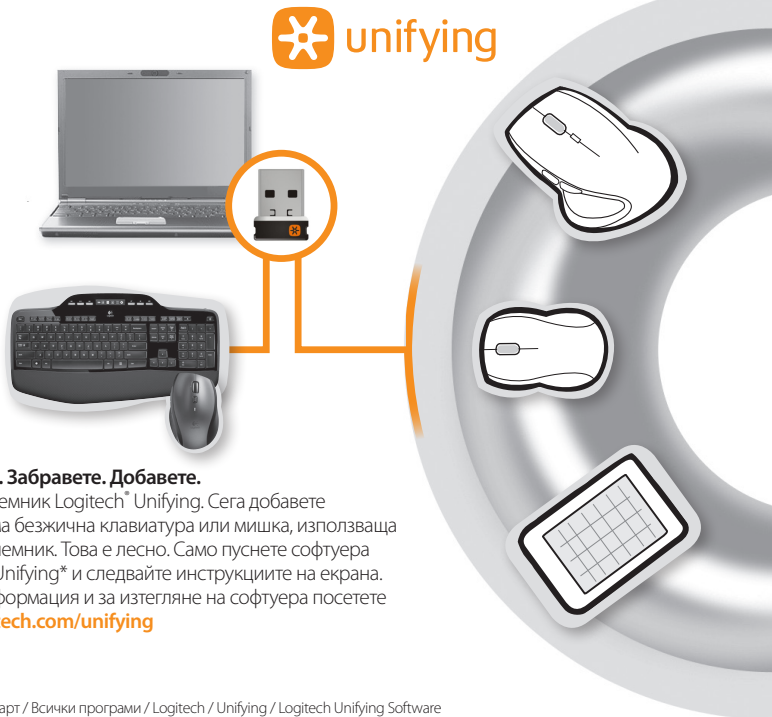 unifying
. Забравете. Добавете.
емник Logitech® Unifying. Сега добавете
а безжична клавиатура или мишка, използваща
емник. Това е лесно. Само пуснете софтуера
Unifying* и следвайте инструкциите на екрана.
формация и за изтегляне на софтуера посетете
tech.com/unifying
арт / Всички програми / Logitech / Unifying / Logitech Unifying Software